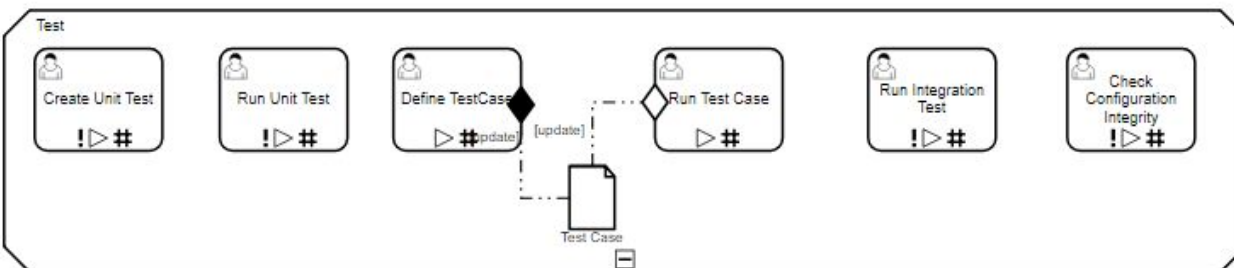 Test
Create Unit Test
Run Unit Test
Define TestCase
Run Test Case
Run Integration
Test
Check
Configuration
Integrity
[update]
[update]
Test Case